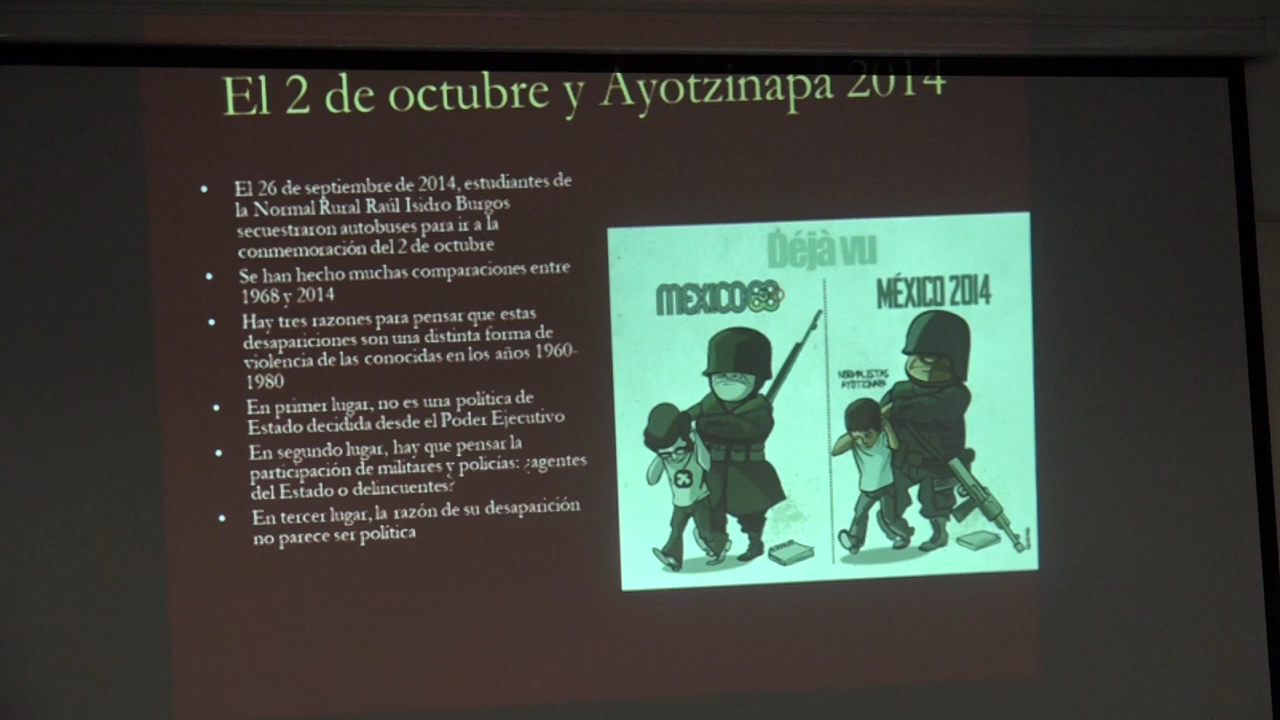 El 2 de octubre y Ayotzinapa 2014
• El 26 de septiembre de 2014, estudiantes de
la Normal Rural Raúl Isidro Burgos
secuestraron autobuses para ir a la
conmemoración del 2 de octubre
• Se han hecho muchas comparaciones entre
1968 y 2014
• Hay tres razones para pensar que estas
desapariciones son una distinta forma de
violencia de las conocidas en los años 1960-
1980
• En primer lugar, no es una política de
Estado decidida desde el Poder Ejecutivo
• En segundo lugar, hay que pensar la
participación de militares y policías: ¿agentes
del Estado o delincuentes?
• En tercer lugar, la razón de su desaparición
no parece ser política
Déjà vu
MEXICO68
MÉXICO 2014
NORMALISTAS
AYOTZINAPA